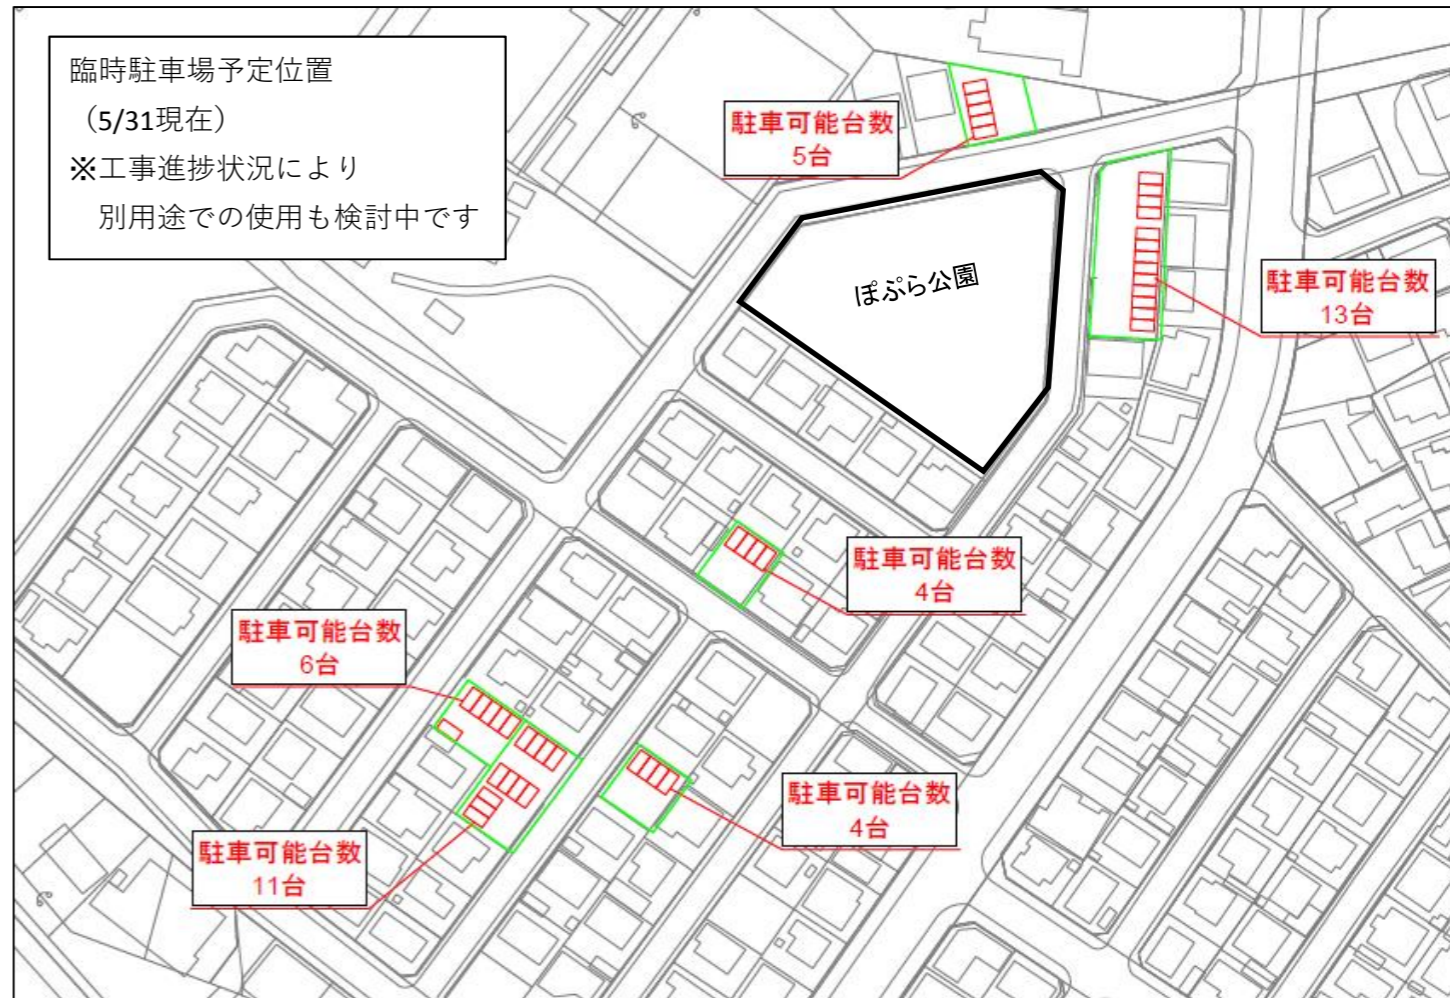 臨時駐車場予定位置
（5/31現在）
※工事進捗状況により
別用途での使用も検討中です
駐車可能台数
5台
ぽぷら公園
駐車可能台数
13台
駐車可能台数
4台
駐車可能台数
6台
駐車可能台数
4台
駐車可能台数
11台